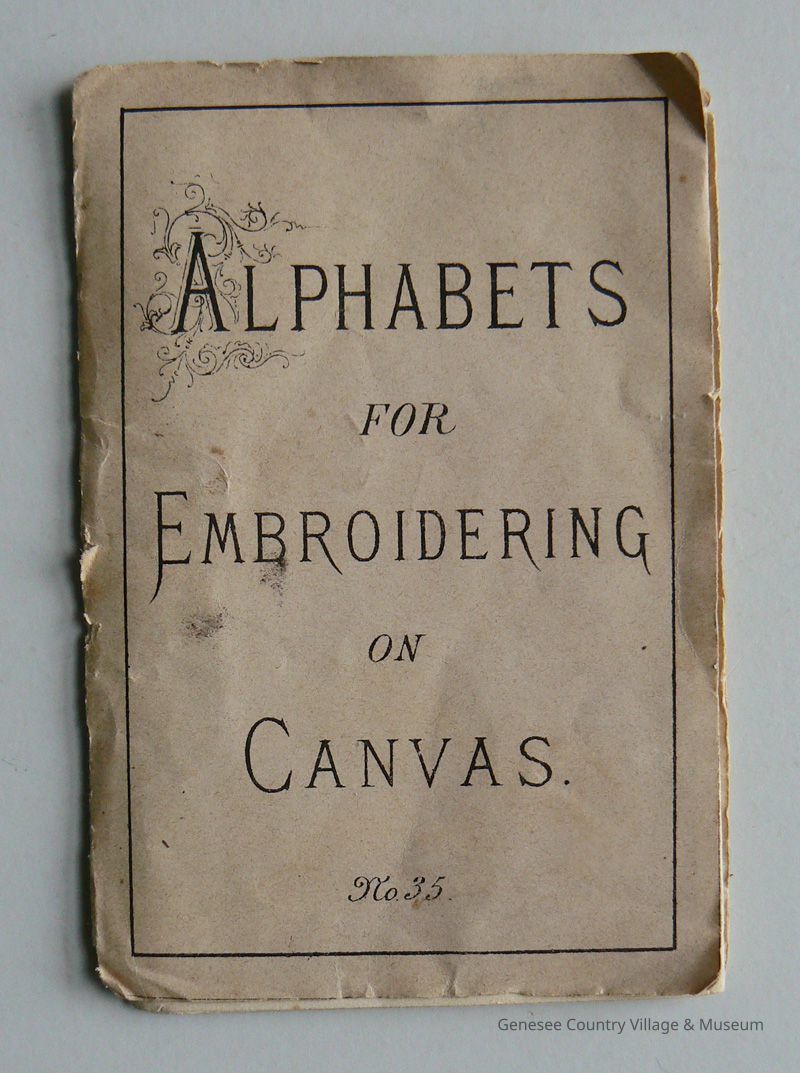 ALPHABETS
FOR
EMBROIDERING
ON
CANVAS.
No. 35.
Genesee Country Village & Museum